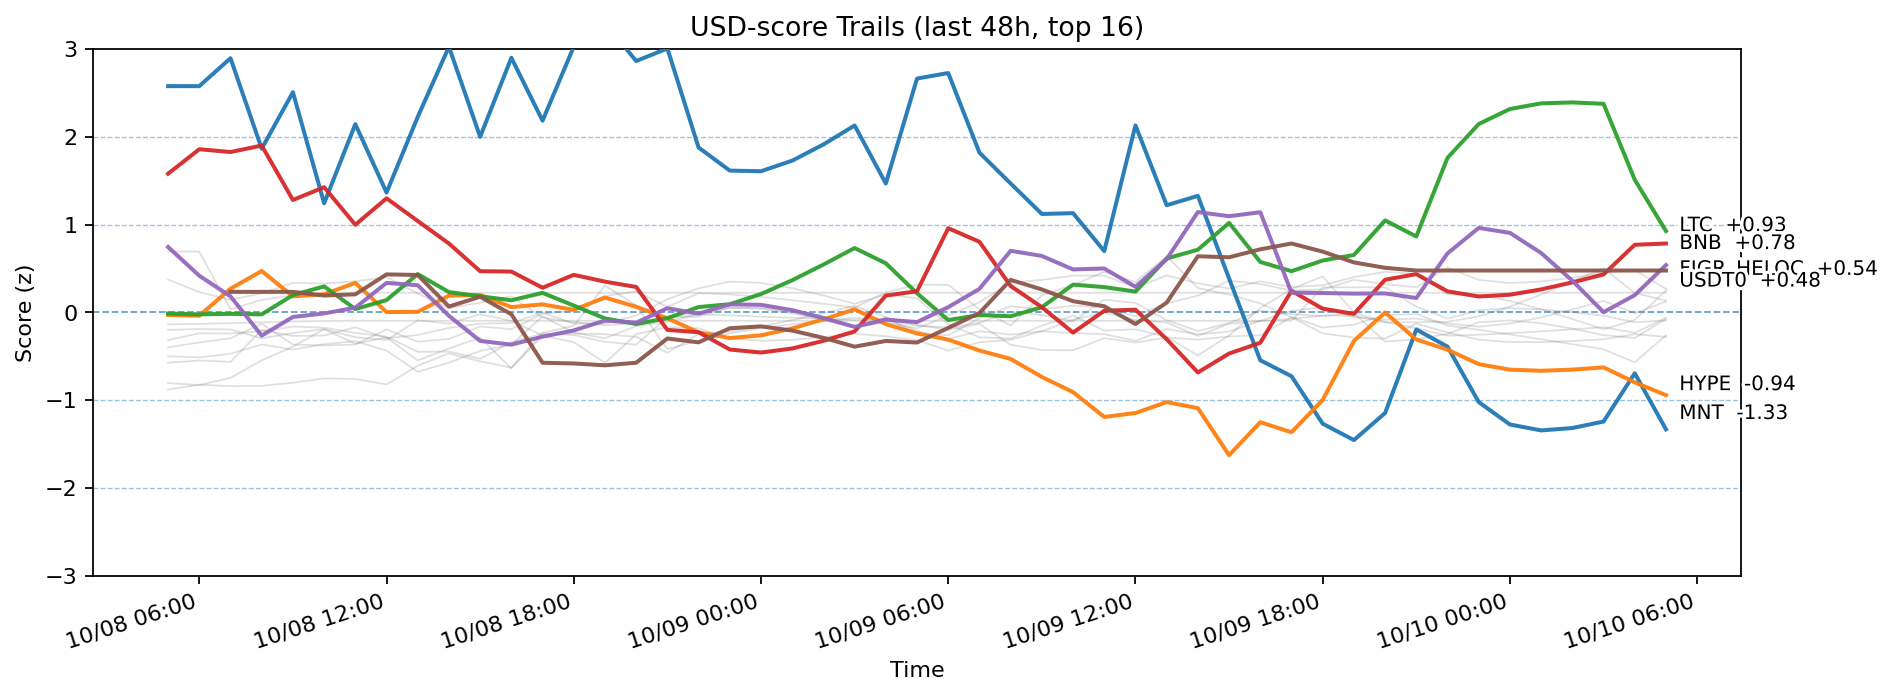 USD-score Trails (last 48h, top 16)
Score (z)
3
2
1
0
−1
−2
−3
LTC +0.93
BNB +0.78
FIGR_HELOC +0.54
USDT0 +0.48
HYPE -0.94
MNT -1.33
10/08 06:00
10/08 12:00
10/08 18:00
10/09 00:00
10/09 06:00
10/09 12:00
10/09 18:00
10/10 00:00
10/10 06:00
Time